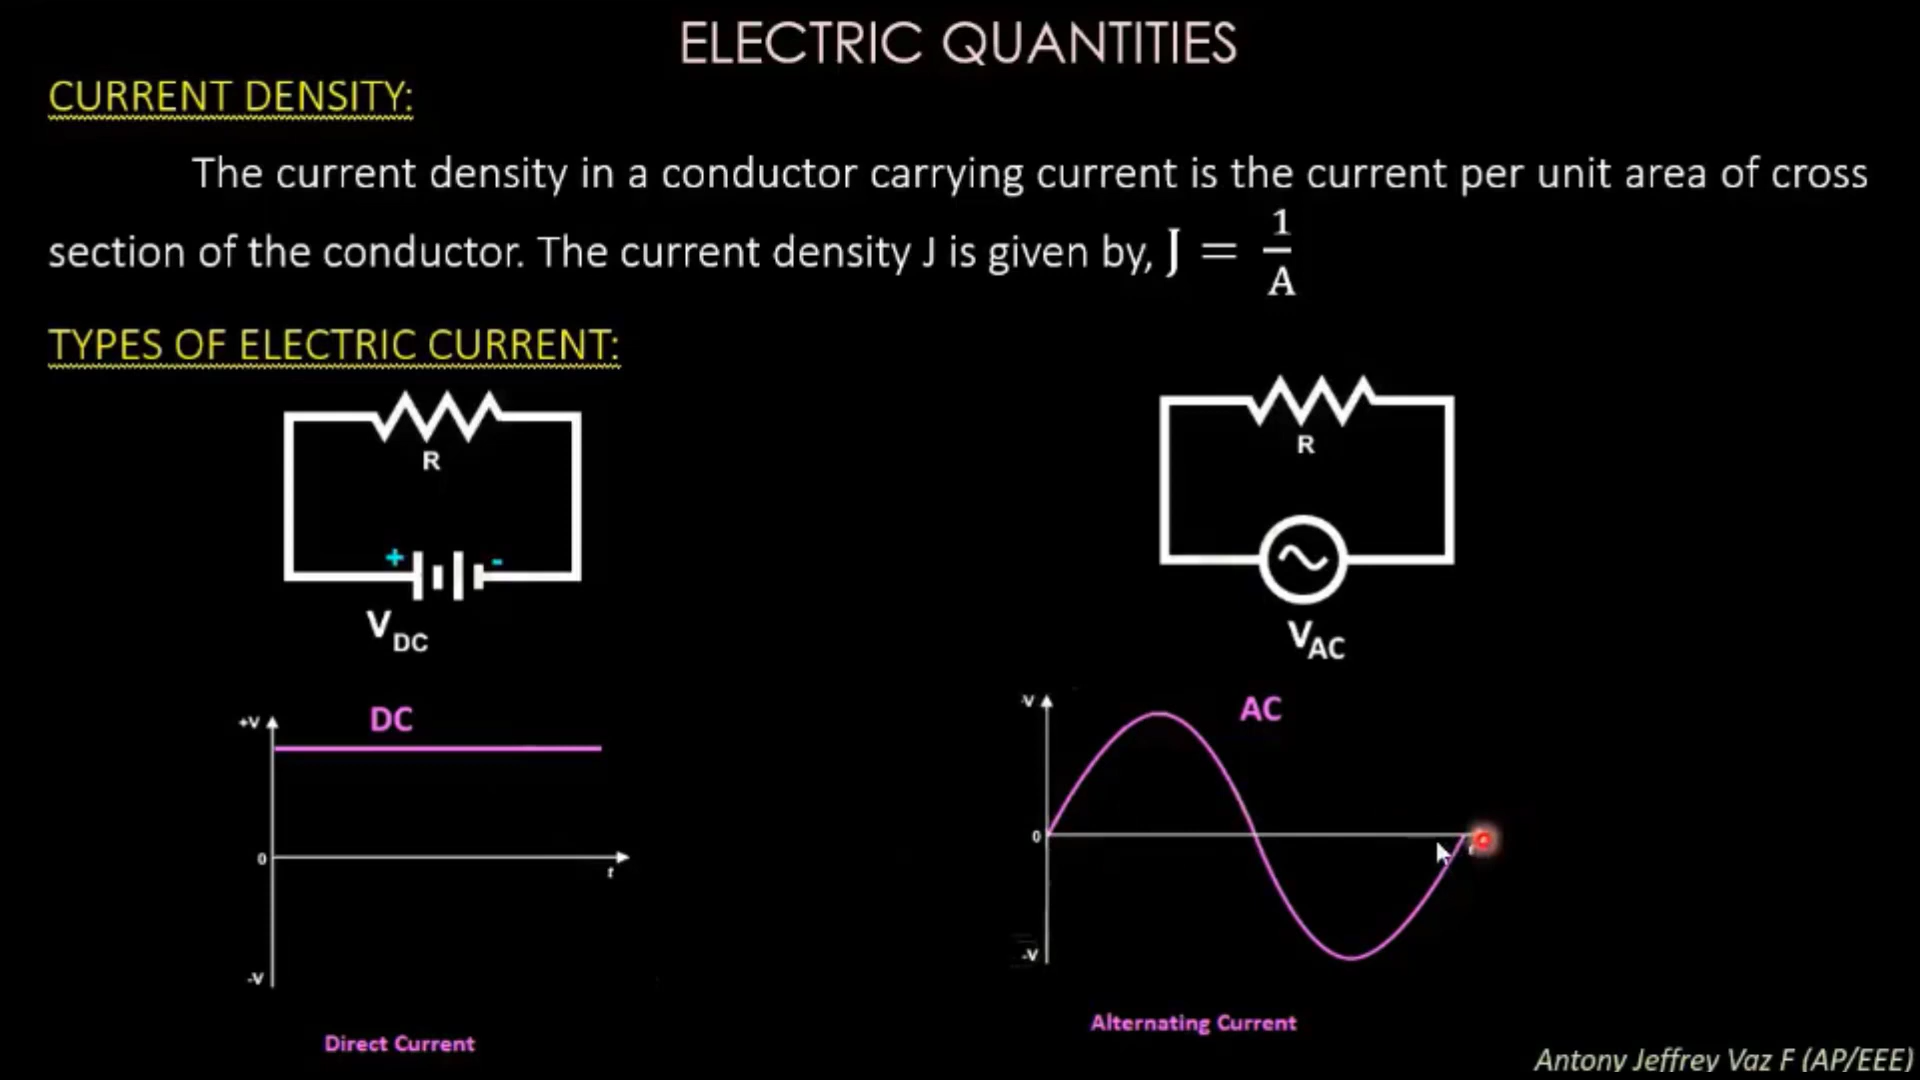 ELECTRIC QUANTITIES
CURRENT DENSITY:
The current density in a conductor carrying current is the current per unit area of cross
section of the conductor. The current density J is given by, J = 1/A
TYPES OF ELECTRIC CURRENT:
R
+ -
V DC
R
VAC
+V
DC
0
t
-V
Direct Current
V
AC
0
-V
Alternating Current
Antony Jeffrey Vaz F (AP/EEE)